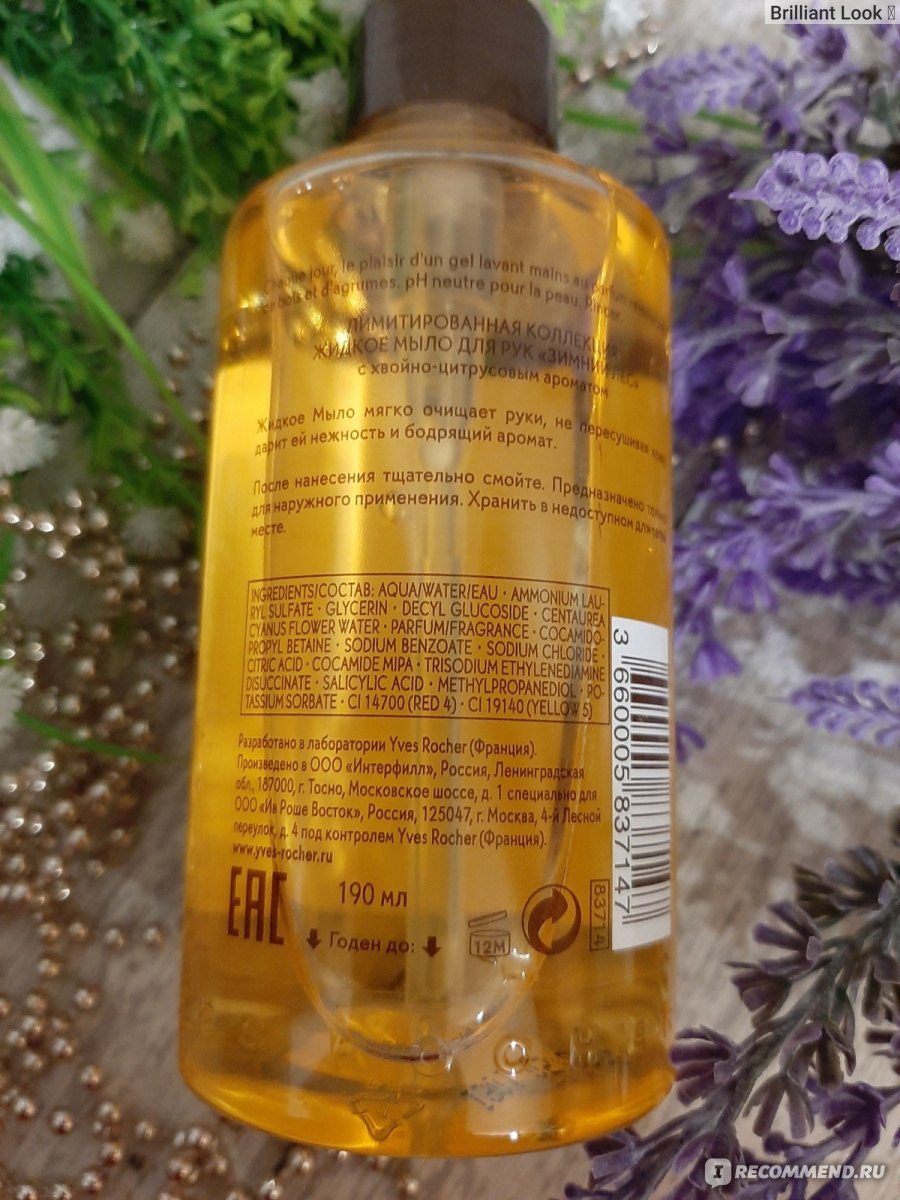 Brilliant Look
Chaque jour, le plaisir d'un gel lavant mains au parfum
de bois et d'agrumes. pH neutre pour la peau. Rincer
ЛИМИТИРОВАННАЯ КОЛЛЕКЦИЯ
ЖИДКОЕ МЫЛО ДЛЯ РУК «ЗИМНИЙ ЛЕС»
с хвойно-цитрусовым ароматом
Жидкое Мыло мягко очищает руки, не пересушивая кожу
дарит ей нежность и бодрящий аромат.
После нанесения тщательно смойте. Предназначено только
для наружного применения. Хранить в недоступном для детей
месте.
INGREDIENTS/СОСТАВ: AQUA/WATER/EAU · AMMONIUM LAU-
RYL SULFATE · GLYCERIN · DECYL GLUCOSIDE · CENTAUREA
CYANUS FLOWER WATER · PARFUM/FRAGRANCE · COCAMIDO-
PROPYL BETAINE · SODIUM BENZOATE · SODIUM CHLORIDE ·
CITRIC ACID · COCAMIDE MIPA · TRISODIUM ETHYLENEDIAMINE
DISUCCINATE · SALICYLIC ACID · METHYLPROPANEDIOL · PO-
TASSIUM SORBATE · CI 14700 (RED 4) · CI 19140 (YELLOW 5)
Разработано в лаборатории Yves Rocher (Франция).
Произведено в ООО «Интерфилл», Россия, Ленинградская
обл., 187000, г. Тосно, Московское шоссе, д. 1 специально для
ООО «Ив Роше Восток», Россия, 125047, г. Москва, 4-й Лесной
переулок, д. 4 под контролем Yves Rocher (Франция).
www.yves-rocher.ru
EAC
190 мл
Годен до:
12M
83714
3 660005 837147
IRECOMMEND.RU